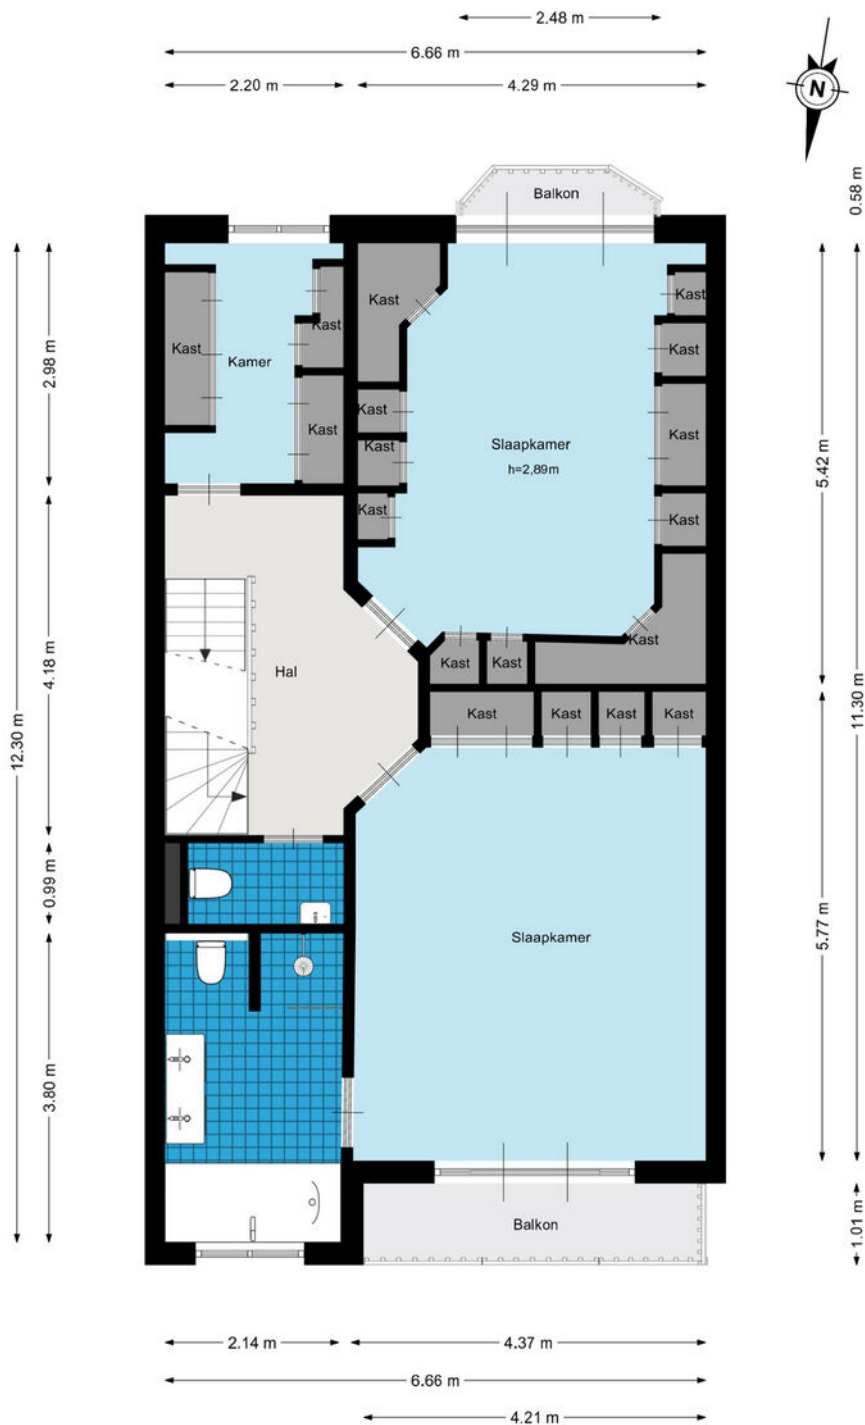 2.48 m
6.66 m
2.20 m
4.29 m
N
0.58 m
Balkon
Kast
Kast
Kast
Kast
Kamer
Kast
2.98 m
Kast
Kast
Kast
Kast
Slaapkamer
h=2,89m
Kast
5.42 m
Kast
Kast
Kast
Kast
Kast
Hal
4.18 m
Kast
Kast
Kast
Kast
12.30 m
11.30 m
0.99 m
5.77 m
Slaapkamer
3.80 m
Balkon
1.01 m
2.14 m
4.37 m
6.66 m
4.21 m